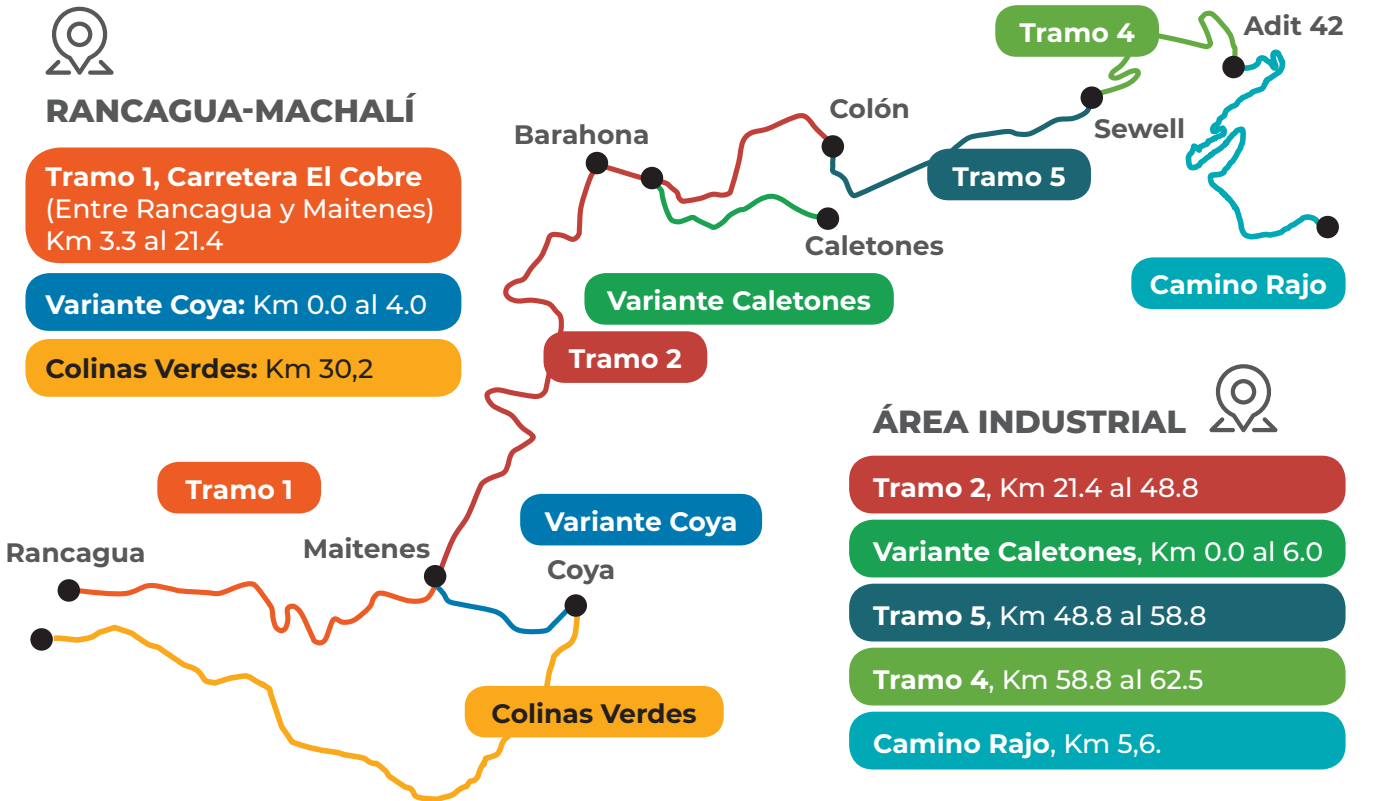 RANCAGUA-MACHALÍ
Tramo 1, Carretera El Cobre
(Entre Rancagua y Maitenes)
Km 3.3 al 21.4
Variante Coya: Km 0.0 al 4.0
Colinas Verdes: Km 30,2
Tramo 4
Adit 42
Colón
Barahona
Sewell
Tramo 5
Caletones
Variante Caletones
Camino Rajo
Tramo 2
Tramo 1
Variante Coya
Rancagua
Maitenes
Coya
Colinas Verdes
ÁREA INDUSTRIAL
Tramo 2, Km 21.4 al 48.8
Variante Caletones, Km 0.0 al 6.0
Tramo 5, Km 48.8 al 58.8
Tramo 4, Km 58.8 al 62.5
Camino Rajo, Km 5,6.